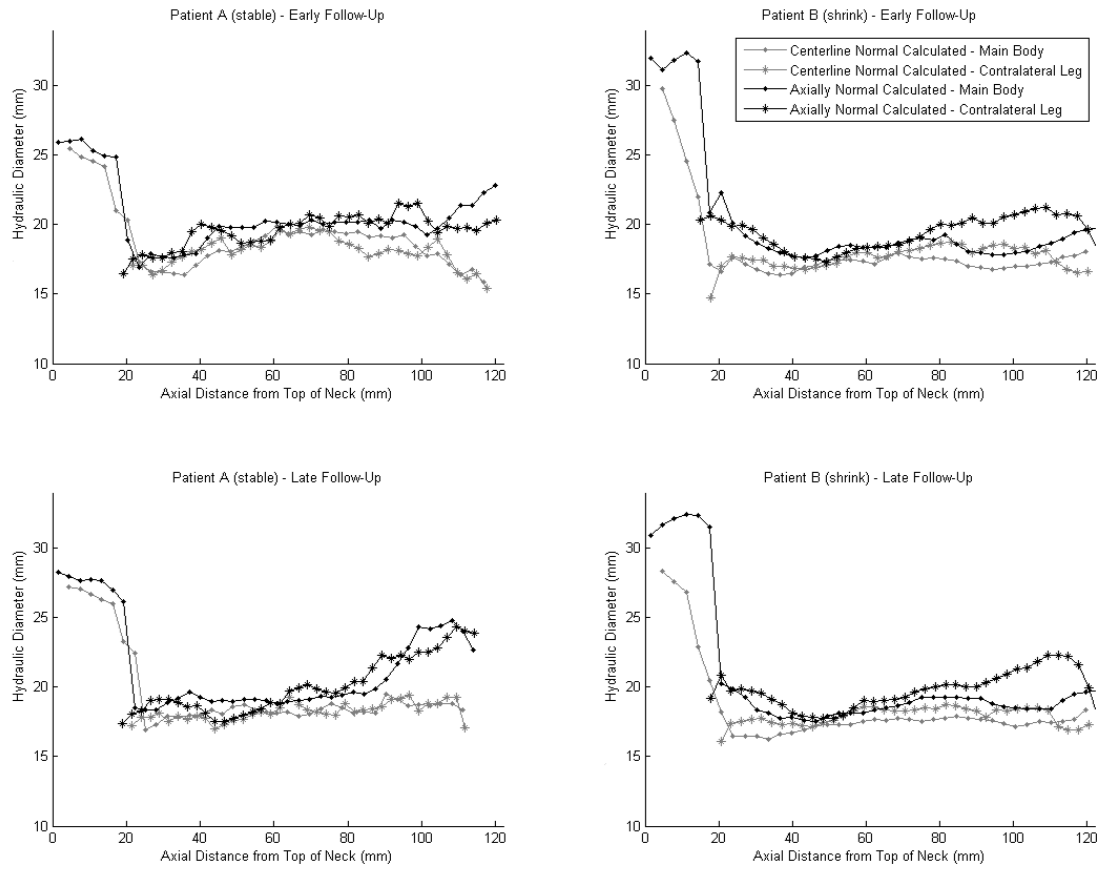 Patient A (stable) - Early Follow-Up
Hydraulic Diameter (mm)
30
25
20
15
10
0 20 40 60 80 100 120
Axial Distance from Top of Neck (mm)
Patient B (shrink) - Early Follow-Up
Centerline Normal Calculated - Main Body
Centerline Normal Calculated - Contralateral Leg
Axially Normal Calculated - Main Body
Axially Normal Calculated - Contralateral Leg
Hydraulic Diameter (mm)
30
25
20
15
10
0 20 40 60 80 100 120
Axial Distance from Top of Neck (mm)
Patient A (stable) - Late Follow-Up
Hydraulic Diameter (mm)
30
25
20
15
10
0 20 40 60 80 100 120
Axial Distance from Top of Neck (mm)
Patient B (shrink) - Late Follow-Up
Hydraulic Diameter (mm)
30
25
20
15
10
0 20 40 60 80 100 120
Axial Distance from Top of Neck (mm)